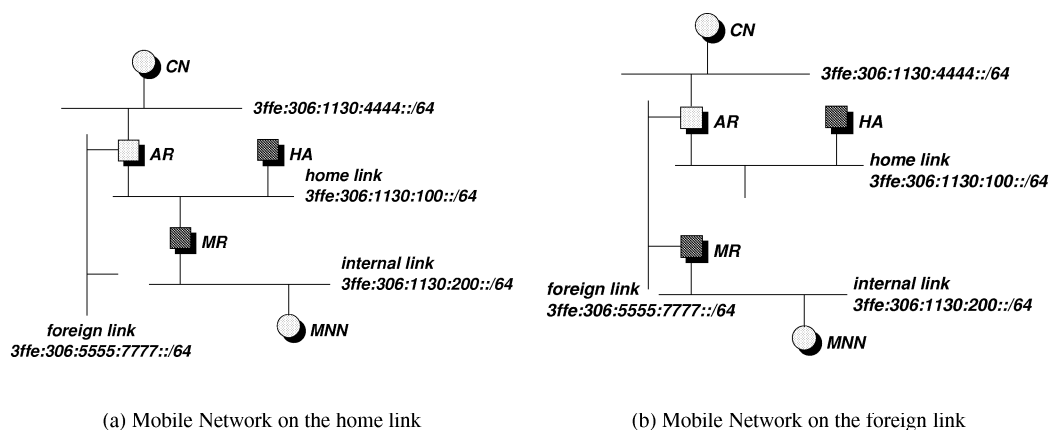 CN
3ffe:306:1130:4444::/64
AR
HA
home link
3ffe:306:1130:100::/64
MR
internal link
3ffe:306:1130:200::/64
foreign link
3ffe:306:5555:7777::/64
MNN
(a) Mobile Network on the home link
CN
3ffe:306:1130:4444::/64
AR
HA
home link
3ffe:306:1130:100::/64
MR
foreign link
3ffe:306:5555:7777::/64
internal link
3ffe:306:1130:200::/64
MNN
(b) Mobile Network on the foreign link